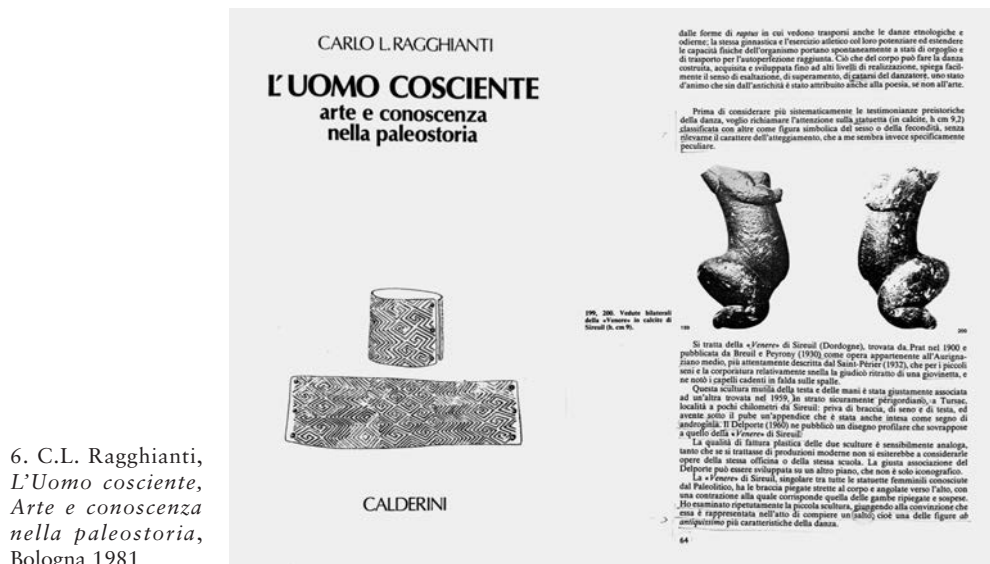 CARLO L. RAGGHIANTI
L'UOMO COSCIENTE
arte e conoscenza
nella paleostoria
CALDERINI
6. C.L. Ragghianti,
L'Uomo cosciente,
Arte e conoscenza
nella paleostoria,
Bologna 1981
dalle forme di raptus in cui vedono trasporsi anche le danze etnologiche e
odierne; la stessa ginnastica e l'esercizio atletico col loro potenziare ed estendere
le capacità fisiche dell'organismo portano spontaneamente a stati di orgoglio e
di trasporto per l'autoperfezione raggiunta. Ciò che del corpo può fare la danza
costruita, acquisita e sviluppata fino ad alti livelli di realizzazione, spiega facil-
mente il senso di esaltazione, di superamento, di catarsi del danzatore, uno stato
d'animo che sin dall'antichità è stato attribuito anche alla poesia, se non all'arte.
Prima di considerare più sistematicamente le testimonianze preistoriche
della danza, voglio richiamare l'attenzione sulla statuetta (in calcite, h cm 9,2)
classificata con altre come figura simbolica del sesso o della fecondità, senza
rilevarne il carattere dell'atteggiamento, che a me sembra invece specificamente
peculiare.
199, 200. Vedute bilaterali
della «Venere» in calcite di
Sireuil (h. cm 9).
199
200
Si tratta della «Venere» di Sireuil (Dordogne), trovata da Prat nel 1900 e
pubblicata da Breuil e Peyrony (1930) come opera appartenente all'Aurigna-
ziano medio, più attentamente descritta dal Saint-Périer (1932), che per i piccoli
seni e la corporatura relativamente snella la giudicò ritratto di una giovinetta, e
ne notò i capelli cadenti in falda sulle spalle.
Questa scultura mutila della testa e delle mani è stata giustamente associata
ad un'altra trovata nel 1959, in strato sicuramente périgordiano, a Tursac,
località a pochi chilometri da Sireuil: priva di braccia, di seno e di testa, ed
avente sotto il pube un'appendice che è stata anche intesa come segno di
androginia. Il Delporte (1960) ne pubblicò un disegno profilare che sovrappose
a quello della «Venere» di Sireuil.
La qualità di fattura plastica delle due sculture è sensibilmente analoga,
tanto che se si trattasse di produzioni moderne non si esiterebbe a considerarle
opere della stessa officina o della stessa scuola. La giusta associazione del
Delporte può essere sviluppata su un altro piano, che non è solo iconografico.
La «Venere» di Sireuil, singolare tra tutte le statuette femminili conosciute
dal Paleolitico, ha le braccia piegate strette al corpo e angolate verso l'alto, con
una contrazione alla quale corrisponde quella delle gambe ripiegate e sospese.
Ho esaminato ripetutamente la piccola scultura, giungendo alla convinzione che
essa è rappresentata nell'atto di compiere un salto, cioè una delle figure ab
antiquissimo più caratteristiche della danza.
64